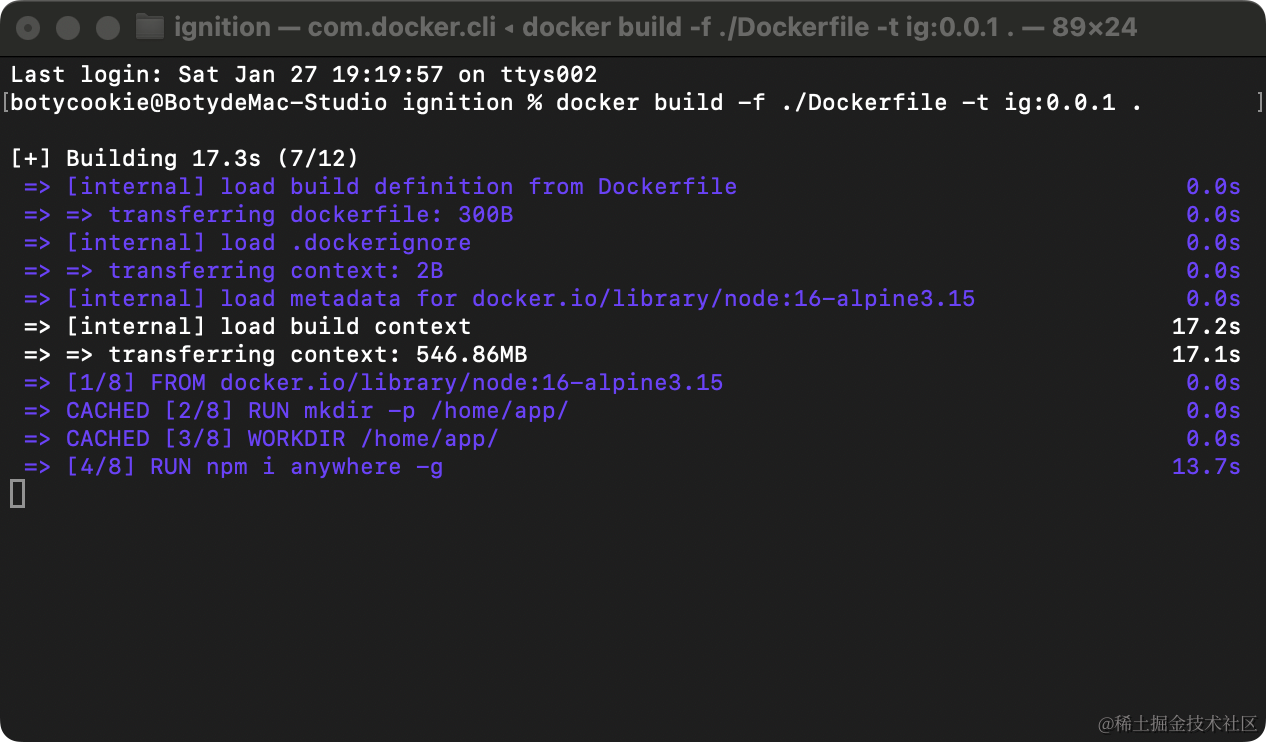 ignition — com.docker.cli ◂ docker build -f ./Dockerfile -t ig:0.0.1 . — 89×24
Last login: Sat Jan 27 19:19:57 on ttys002
[botycookie@BotydeMac-Studio ignition % docker build -f ./Dockerfile -t ig:0.0.1 . ]
[+] Building 17.3s (7/12)
=> [internal] load build definition from Dockerfile 0.0s
=> => transferring dockerfile: 300B 0.0s
=> [internal] load .dockerignore 0.0s
=> => transferring context: 2B 0.0s
=> [internal] load metadata for docker.io/library/node:16-alpine3.15 0.0s
=> [internal] load build context 17.2s
=> => transferring context: 546.86MB 17.1s
=> [1/8] FROM docker.io/library/node:16-alpine3.15 0.0s
=> CACHED [2/8] RUN mkdir -p /home/app/ 0.0s
=> CACHED [3/8] WORKDIR /home/app/ 0.0s
=> [4/8] RUN npm i anywhere -g 13.7s
@稀土掘金技术社区